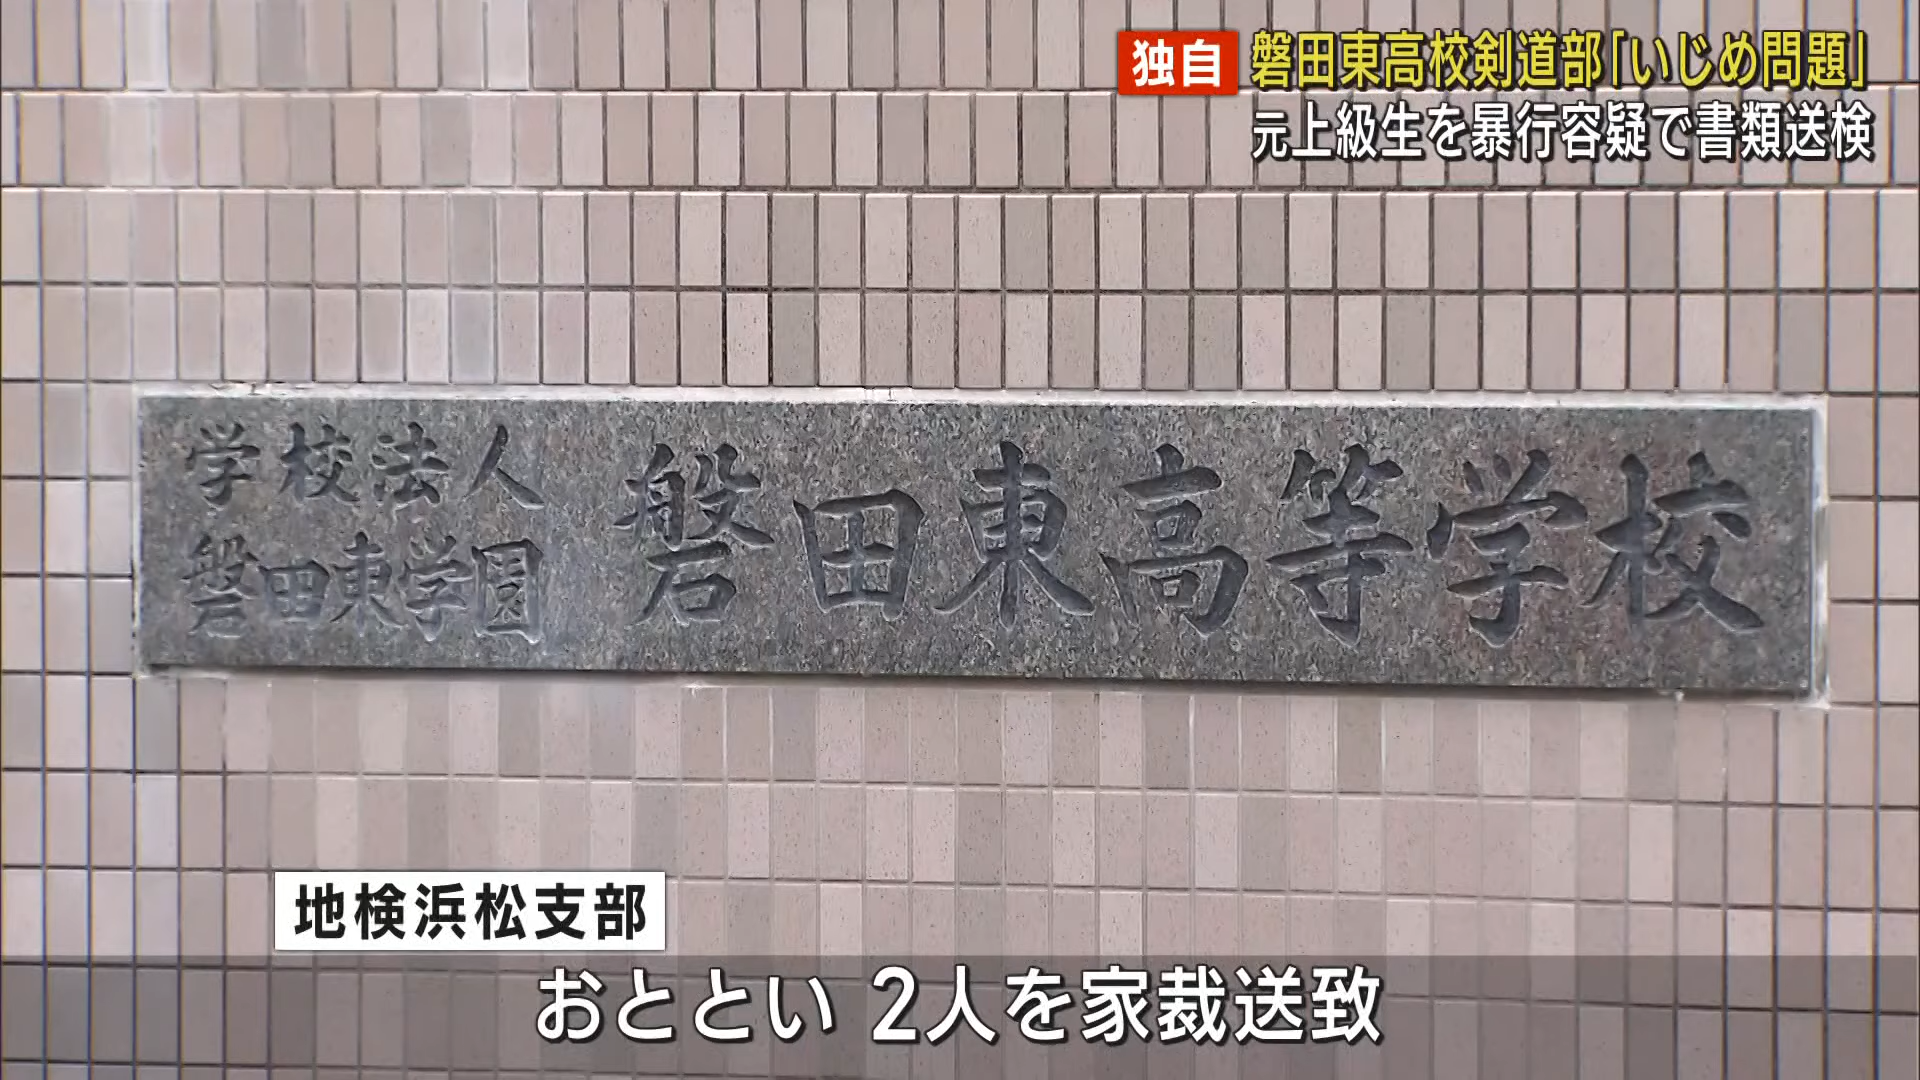 独自 磐田東高校剣道部「いじめ問題」
元上級生を暴行容疑で書類送検
学校法人
磐田東学園
磐田東高等学校
地検浜松支部
おととい 2人を家裁送致